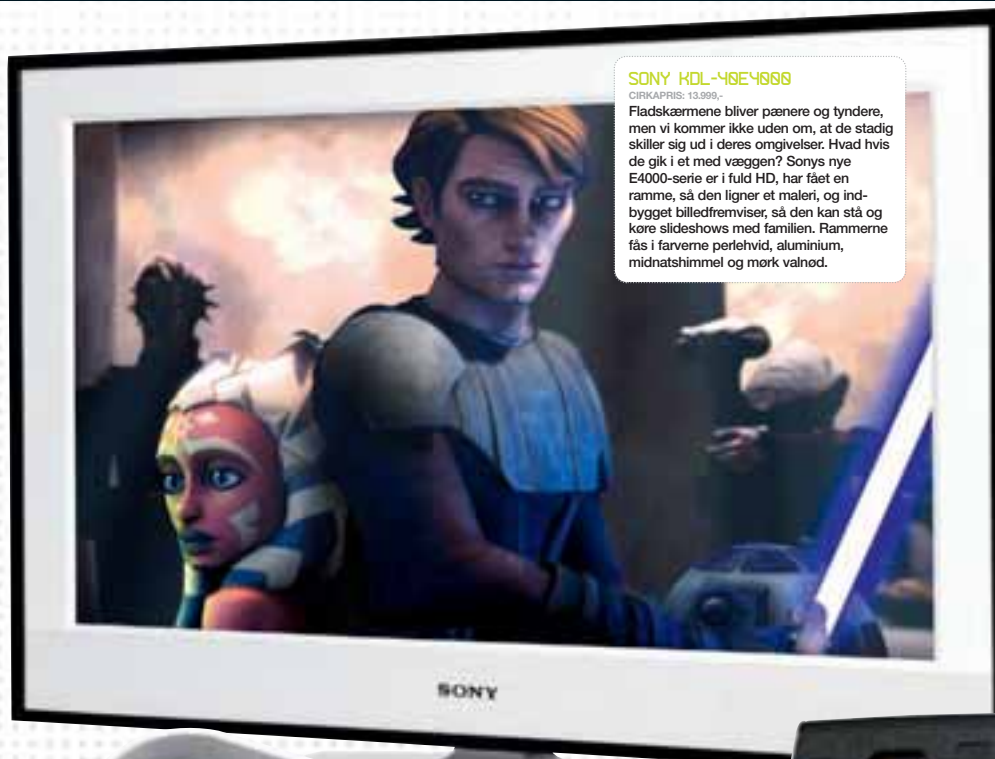 SONY KDL-40E4000
CIRKAPRIS: 13.999,-
Fladskærmene bliver pænere og tyndere,
men vi kommer ikke uden om, at de stadig
skiller sig ud i deres omgivelser. Hvad hvis
de gik i et med væggen? Sonys nye
E4000-serie er i fuld HD, har fået en
ramme, så den ligner et maleri, og ind-
bygget billedfremviser, så den kan stå og
køre slideshows med familien. Rammerne
fås i farverne perlehvid, aluminium,
midnatshimmel og mørk valnød.
SONY